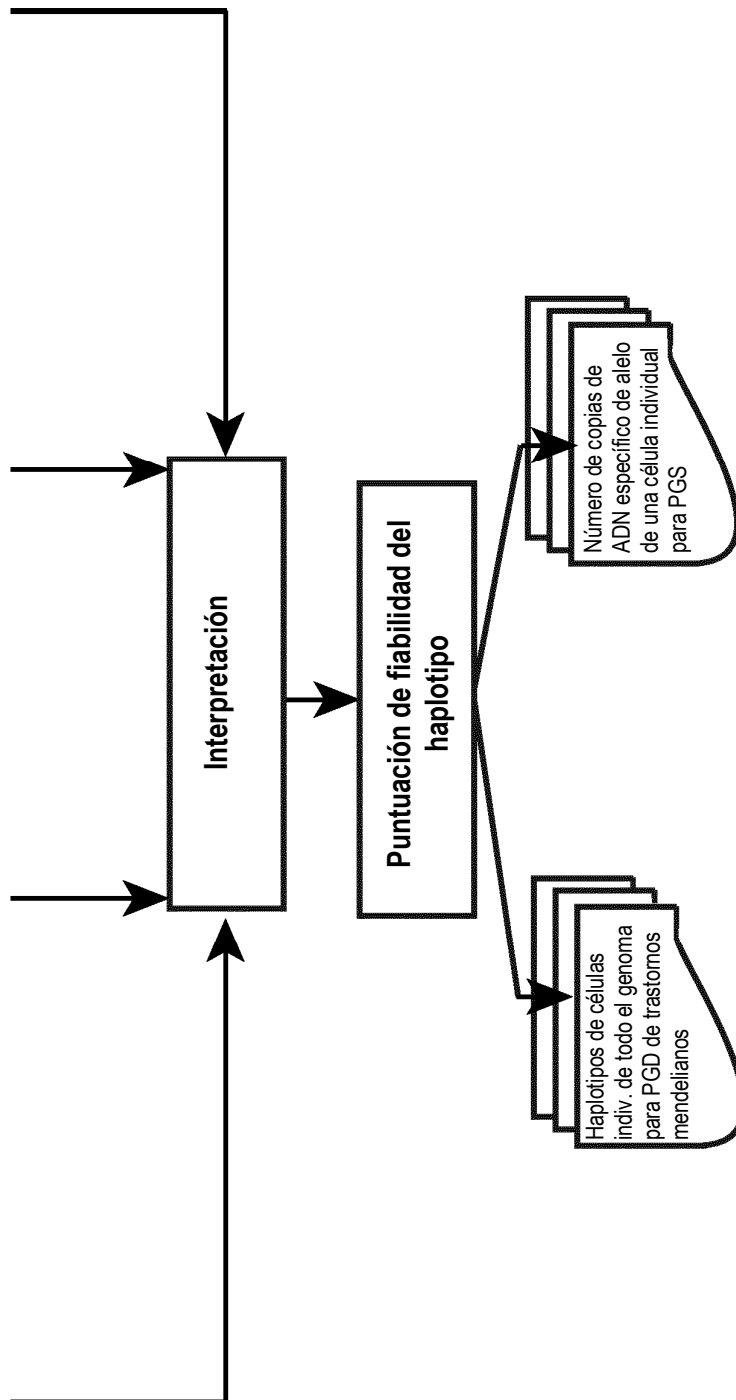 Interpretación
Puntuación de fiabilidad del
haplotipo
Haplotipos de células
indiv. de todo el genoma
para PGD de trastornos
mendelianos
Número de copias de
ADN específico de alelo
de una célula individual
para PGS